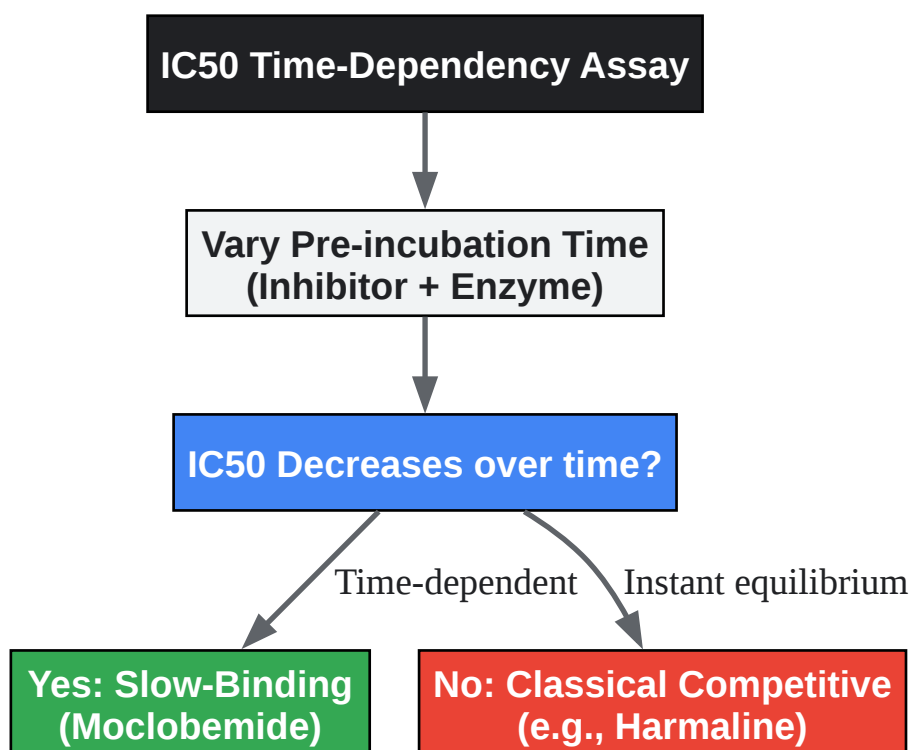 IC50 Time-Dependency Assay
Vary Pre-incubation Time
(Inhibitor + Enzyme)
IC50 Decreases over time?
Time-dependent
Instant equilibrium
Yes: Slow-Binding
(Moclobemide)
No: Classical Competitive
(e.g., Harmaline)